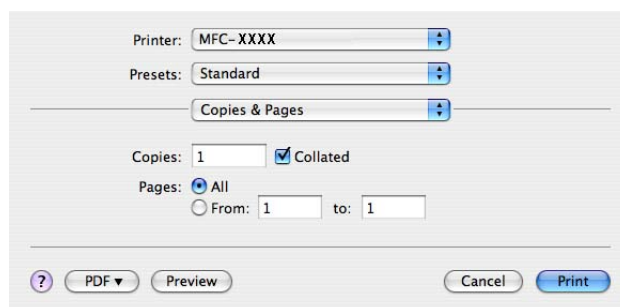 Printer: MFC-XXXX
Presets: Standard
Copies & Pages
Copies: 1 Collated
Pages: All
From: 1 to: 1
? PDF▼ Preview Cancel Print